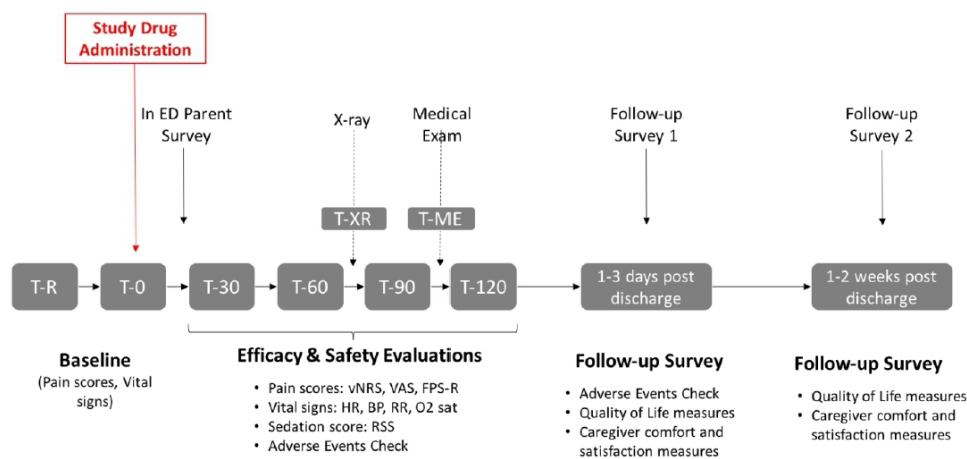 Study Drug
Administration
In ED Parent
Survey
X-ray
Medical
Exam
Follow-up
Survey 1
Follow-up
Survey 2
T-XR
T-ME
T-R
T-0
T-30
T-60
T-90
T-120
1-3 days post
discharge
1-2 weeks post
discharge
Baseline
(Pain scores, Vital
signs)
Efficacy & Safety Evaluations
• Pain scores: vNRS, VAS, FPS-R
• Vital signs: HR, BP, RR, O2 sat
• Sedation score: RSS
• Adverse Events Check
Follow-up Survey
• Adverse Events Check
• Quality of Life measures
• Caregiver comfort and
satisfaction measures
Follow-up Survey
• Quality of Life measures
• Caregiver comfort and
satisfaction measures